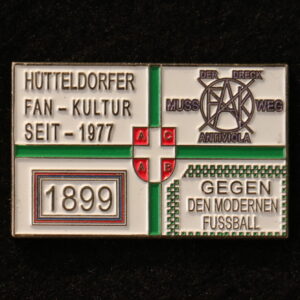 HÜTTELDORFER
FAN - KULTUR
SEIT - 1977
DER DRECK
MUSS WEG
FAK
ANTIVIOLA
A C
A B
1899
GEGEN
DEN MODERNEN
FUSSBALL